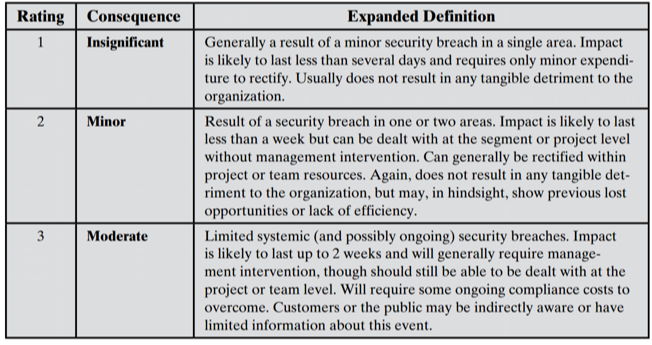 Rating Consequence Expanded Definition
1 Insignificant Generally a result of a minor security breach in a single area. Impact
is likely to last less than several days and requires only minor expendi-
ture to rectify. Usually does not result in any tangible detriment to the
organization.
2 Minor Result of a security breach in one or two areas. Impact is likely to last
less than a week but can be dealt with at the segment or project level
without management intervention. Can generally be rectified within
project or team resources. Again, does not result in any tangible det-
riment to the organization, but may, in hindsight, show previous lost
opportunities or lack of efficiency.
3 Moderate Limited systemic (and possibly ongoing) security breaches. Impact
is likely to last up to 2 weeks and will generally require manage-
ment intervention, though should still be able to be dealt with at the
project or team level. Will require some ongoing compliance costs to
overcome. Customers or the public may be indirectly aware or have
limited information about this event.